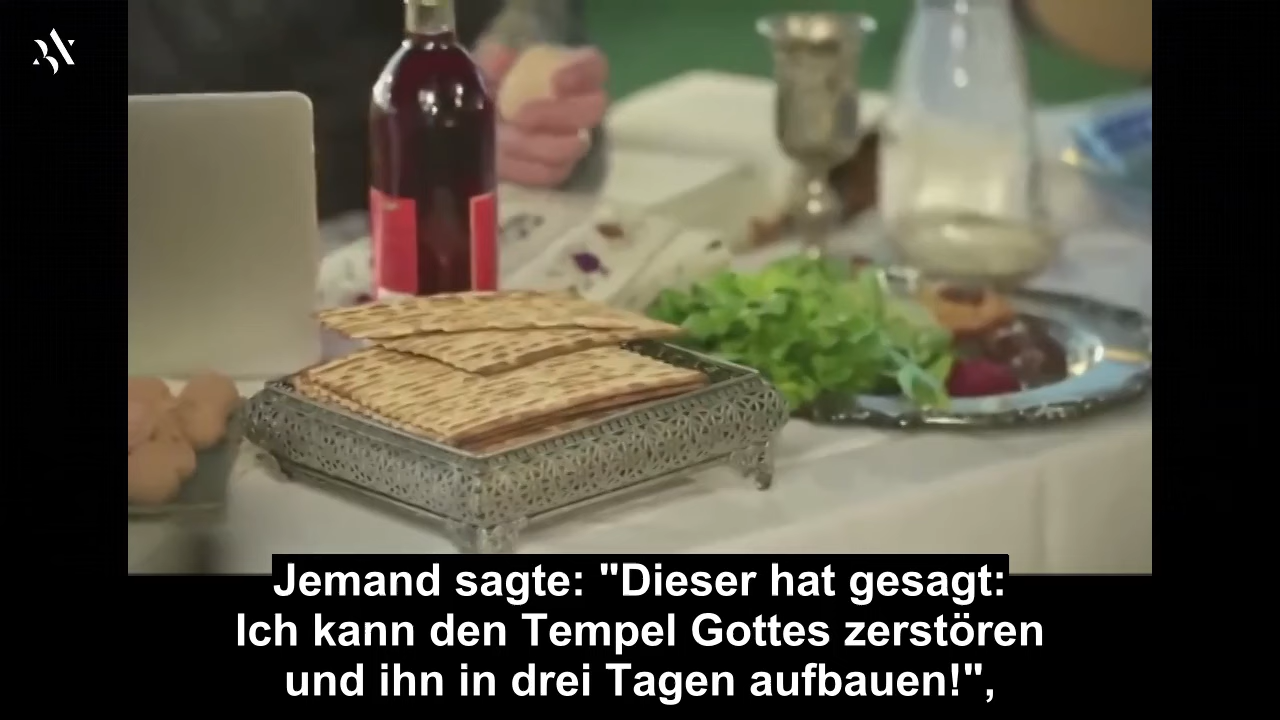 Jemand sagte: "Dieser hat gesagt:
Ich kann den Tempel Gottes zerstören
und ihn in drei Tagen aufbauen!",